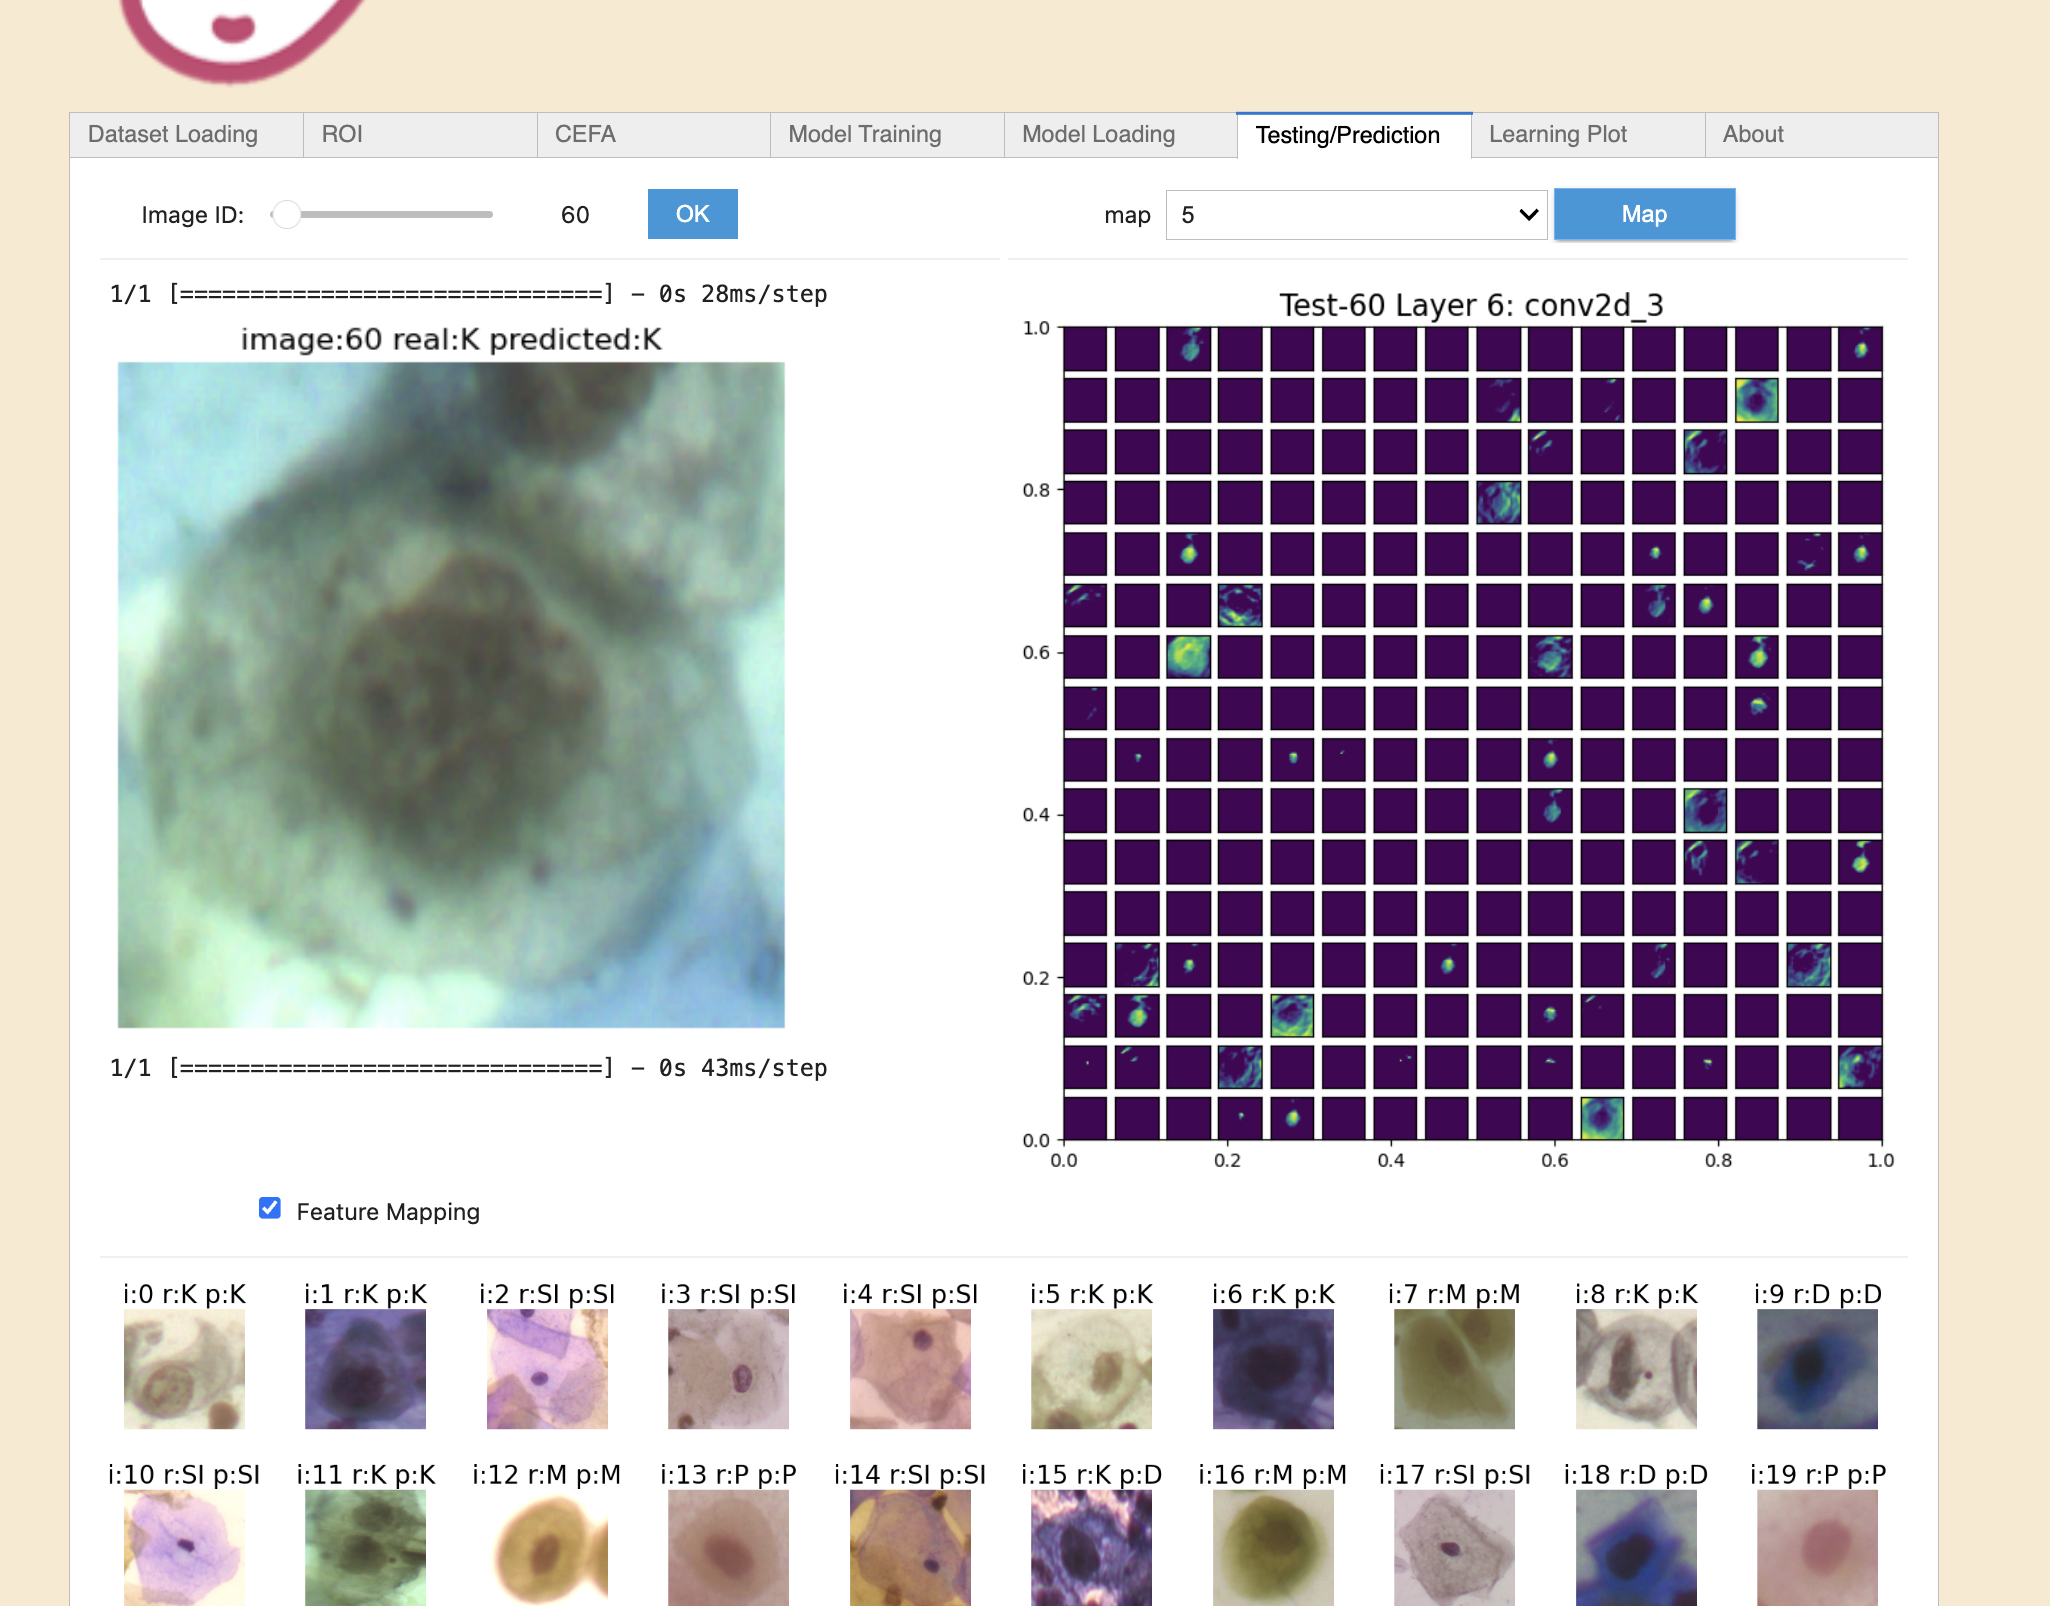 Dataset Loading ROI CEFA Model Training Model Loading Testing/Prediction Learning Plot About
Image ID: 60 OK map 5 Map
1/1 [==============================] – 0s 28ms/step
image:60 real:K predicted:K
1/1 [==============================] – 0s 43ms/step
Feature Mapping
Test-60 Layer 6: conv2d_3
1.0
0.8
0.6
0.4
0.2
0.0
0.0 0.2 0.4 0.6 0.8 1.0
i:0 r:K p:K i:1 r:K p:K i:2 r:SI p:SI i:3 r:SI p:SI i:4 r:SI p:SI i:5 r:K p:K i:6 r:K p:K i:7 r:M p:M i:8 r:K p:K i:9 r:D p:D
i:10 r:SI p:SI i:11 r:K p:K i:12 r:M p:M i:13 r:P p:P i:14 r:SI p:SI i:15 r:K p:D i:16 r:M p:M i:17 r:SI p:SI i:18 r:D p:D i:19 r:P p:P